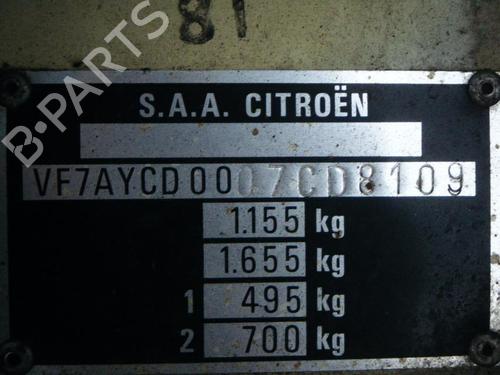 81
B-PARTS
S.A.A. CITROËN
VF7AYCD0007CD8109
1.155 kg
1.655 kg
1 495 kg
2 700 kg